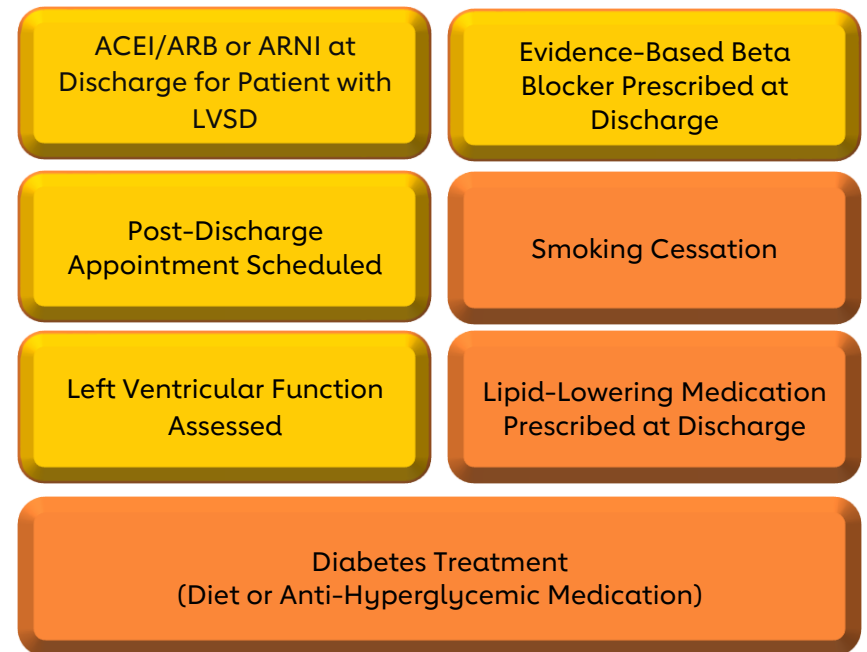 ACEI/ARB or ARNI at
Discharge for Patient with
LVSD
Evidence-Based Beta
Blocker Prescribed at
Discharge
Post-Discharge
Appointment Scheduled
Smoking Cessation
Left Ventricular Function
Assessed
Lipid-Lowering Medication
Prescribed at Discharge
Diabetes Treatment
(Diet or Anti-Hyperglycemic Medication)